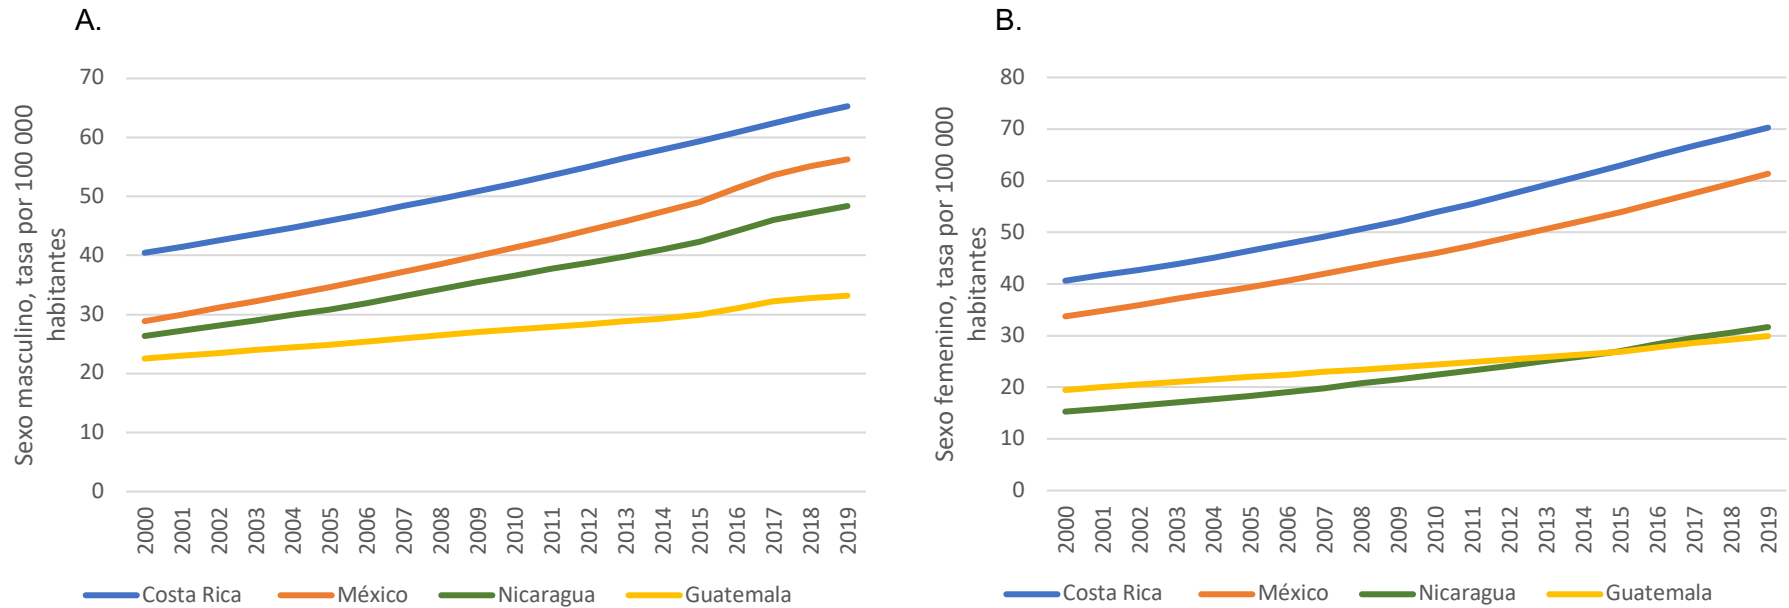 A.
Sexo masculino, tasa por 100 000
habitantes
70
60
50
40
30
20
10
0
2000 2001 2002 2003 2004 2005 2006 2007 2008 2009 2010 2011 2012 2013 2014 2015 2016 2017 2018 2019
Costa Rica México Nicaragua Guatemala
B.
Sexo femenino, tasa por 100 000
habitantes
80
70
60
50
40
30
20
10
0
2000 2001 2002 2003 2004 2005 2006 2007 2008 2009 2010 2011 2012 2013 2014 2015 2016 2017 2018 2019
Costa Rica México Nicaragua Guatemala